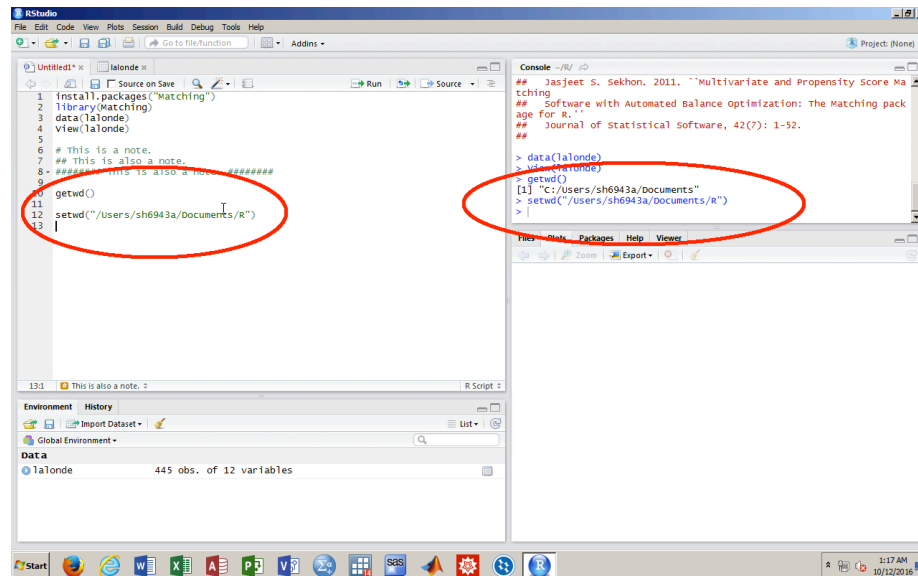 RStudio
File Edit Code View Plots Session Build Debug Tools Help
Go to file/function Addins Project: (None)
Untitled1* lalonde
Source on Save Run Source
1 install.packages("Matching")
2 library(Matching)
3 data(lalonde)
4 View(lalonde)
5
6 # This is a note.
7 ## This is also a note.
8 ######## This is also a note. ########
9
10 getwd()
11
12 setwd("/Users/sh6943a/Documents/R")
13
13:1 This is also a note. R Script
Environment History
Import Dataset List
Global Environment
Data
lalonde 445 obs. of 12 variables
Console ~/R/
## Jasjeet S. Sekhon. 2011. ``Multivariate and Propensity Score Ma
tching
## Software with Automated Balance Optimization: The Matching pack
age for R.''
## Journal of Statistical Software, 42(7): 1-52.
##
> data(lalonde)
> View(lalonde)
> getwd()
[1] "C:/Users/sh6943a/Documents"
> setwd("/Users/sh6943a/Documents/R")
>
Files Plots Packages Help Viewer
Zoom Export
Start 14 sas R 1:17 AM
10/12/2016